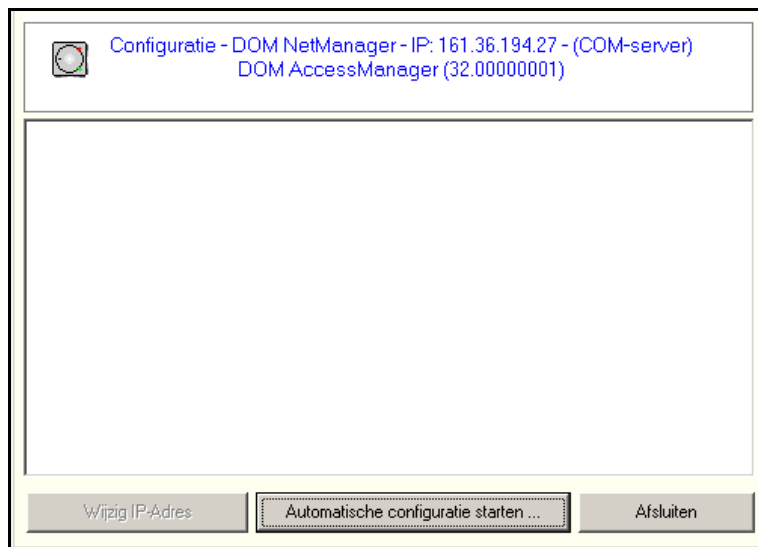 Configuratie - DOM NetManager - IP: 161.36.194.27 - (COM-server)
DOM AccessManager (32.00000001)
Wijzig IP-Adres
Automatische configuratie starten ...
Afsluiten